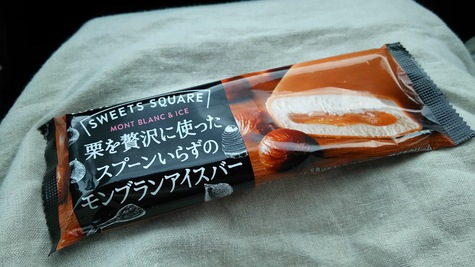 SWEETS SQUARE
MONT BLANC & ICE
栗を贅沢に使った
スプーンいらずの
モンブランアイスバー